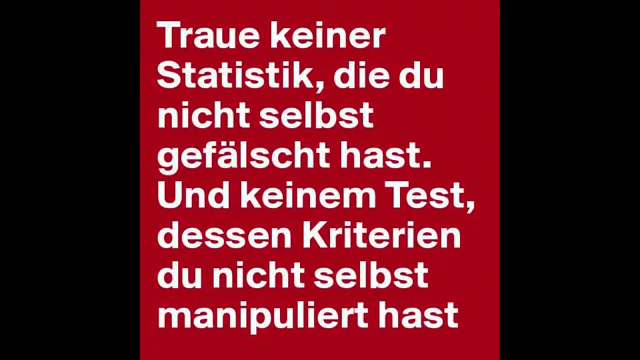 Traue keiner
Statistik, die du
nicht selbst
gefälscht hast.
Und keinem Test,
dessen Kriterien
du nicht selbst
manipuliert hast